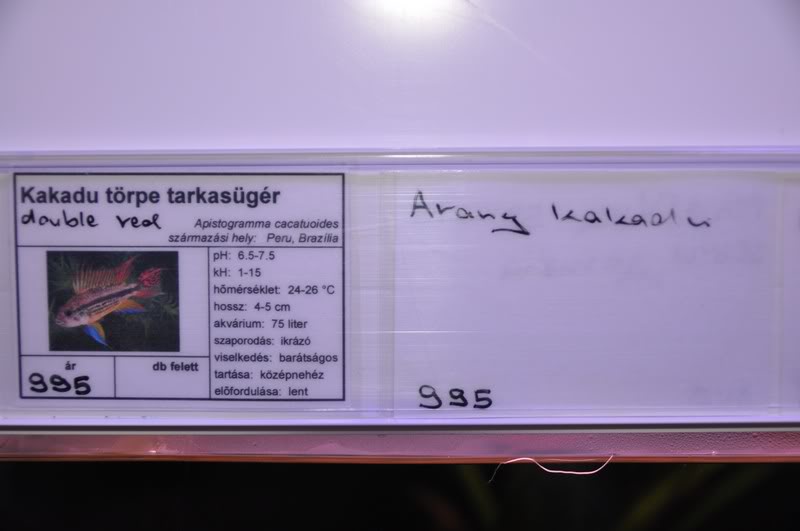 Kakadu törpe tarkasügér
double red
Apistogramma cacatuoides
származási hely: Peru, Brazília
pH: 6.5-7.5
kH: 1-15
hőmérséklet: 24-26 °C
hossz: 4-5 cm
akvárium: 75 liter
szaporodás: ikrázó
viselkedés: barátságos
tartása: középnehéz
előfordulása: lent
ár
995
db felett
Arany kakadu
995